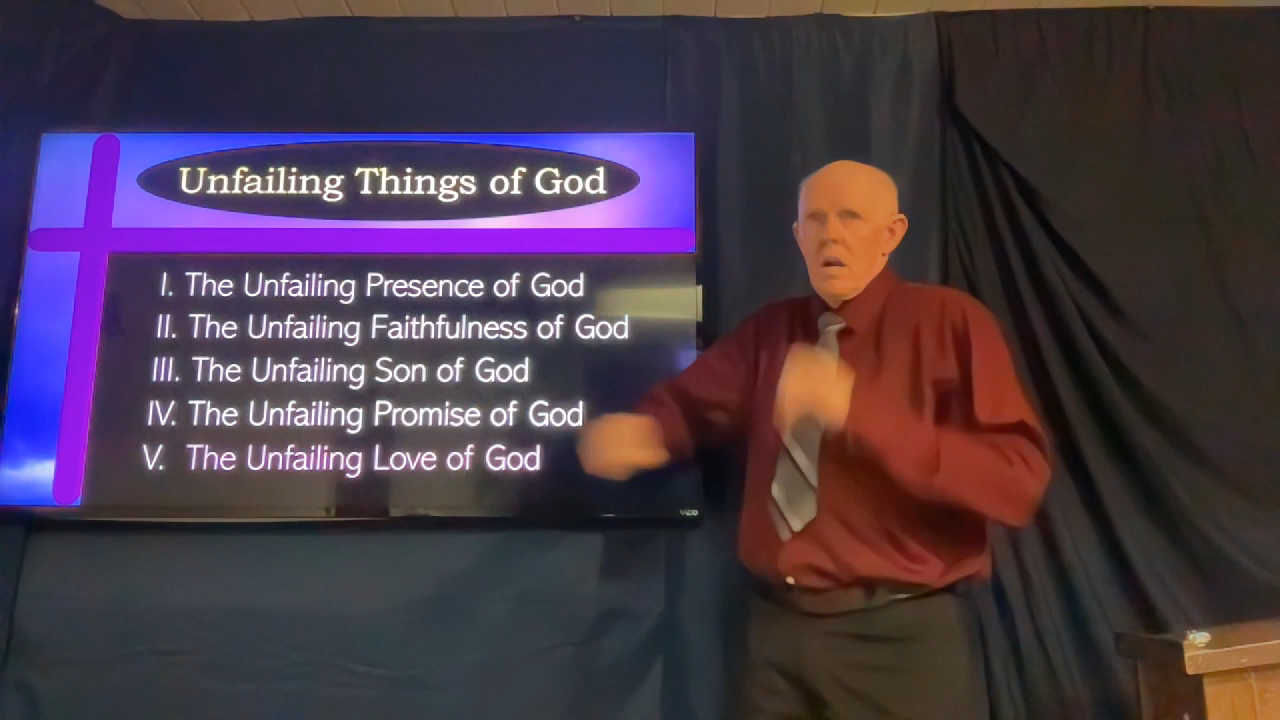 Unfailing Things of God
I. The Unfailing Presence of God
II. The Unfailing Faithfulness of God
III. The Unfailing Son of God
IV. The Unfailing Promise of God
V. The Unfailing Love of God
VIZIO